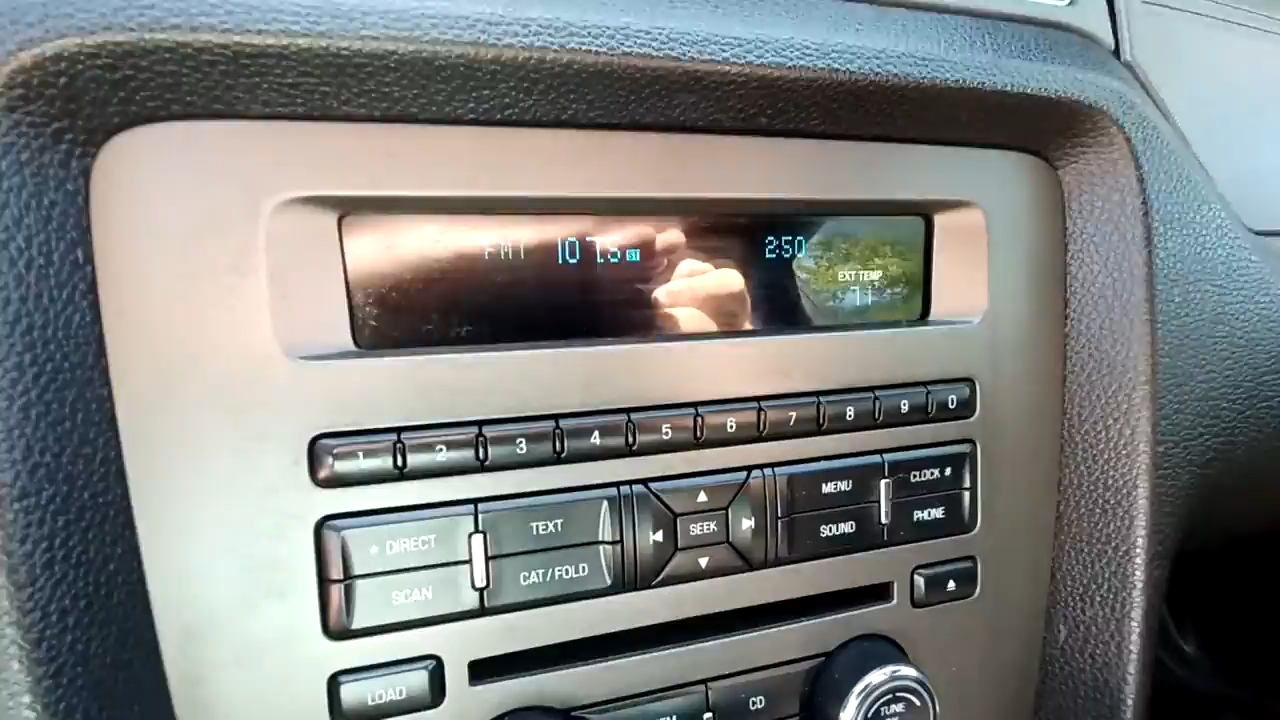 FM1 107.5 ST 2:50
EXT TEMP
71
1 2 3 4 5 6 7 8 9 0
* DIRECT TEXT SEEK MENU CLOCK #
SCAN CAT/FOLD SOUND PHONE
LOAD CD TUNE